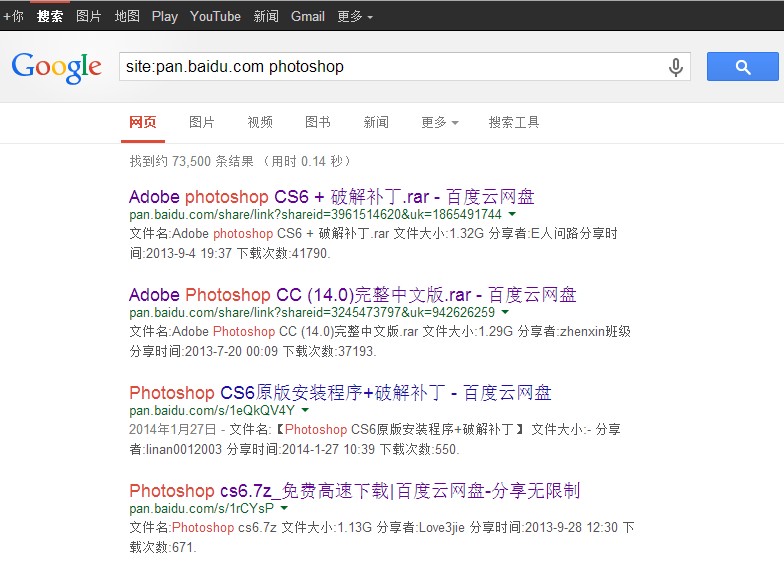 +你 搜索 图片 地图 Play YouTube 新闻 Gmail 更多
Google
site:pan.baidu.com photoshop
网页 图片 视频 图书 新闻 更多 搜索工具
找到约 73,500 条结果 （用时 0.14 秒）
Adobe photoshop CS6 + 破解补丁.rar - 百度云网盘
pan.baidu.com/share/link?shareid=3961514620&uk=1865491744
文件名:Adobe photoshop CS6 + 破解补丁.rar 文件大小:1.32G 分享者:E人问路分享时
间:2013-9-4 19:37 下载次数:41790.
Adobe Photoshop CC (14.0)完整中文版.rar - 百度云网盘
pan.baidu.com/share/link?shareid=3245473797&uk=942626259
文件名:Adobe Photoshop CC (14.0)完整中文版.rar 文件大小:1.29G 分享者:zhenxin班级
分享时间:2013-7-20 00:09 下载次数:37193.
Photoshop CS6原版安装程序+破解补丁 - 百度云网盘
pan.baidu.com/s/1eQkQV4Y
2014年1月27日 - 文件名:【Photoshop CS6原版安装程序+破解补丁 】 文件大小:- 分享
者:linan0012003 分享时间:2014-1-27 10:39 下载次数:550.
Photoshop cs6.7z_免费高速下载|百度云网盘-分享无限制
pan.baidu.com/s/1rCYsP
文件名:Photoshop cs6.7z 文件大小:1.13G 分享者:Love3jie 分享时间:2013-9-28 12:30 下
载次数:671.